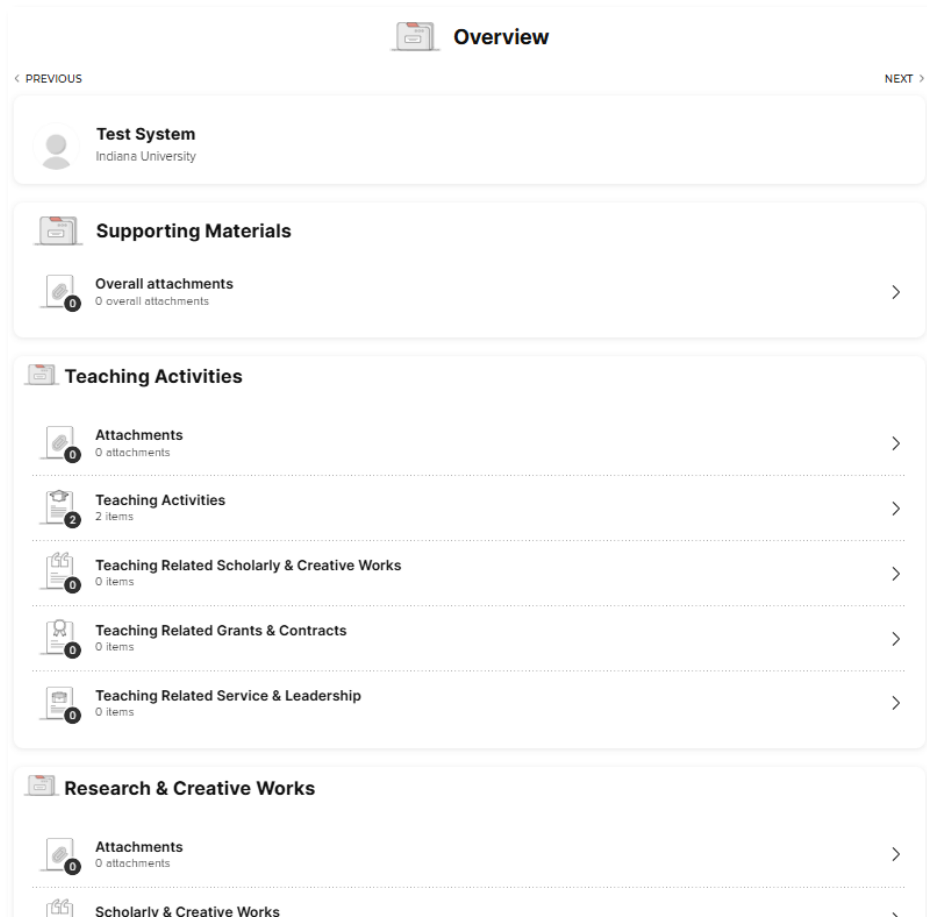 Overview
PREVIOUS
NEXT
Test System
Indiana University
Supporting Materials
0
Overall attachments
0 overall attachments
Teaching Activities
0
Attachments
0 attachments
2
Teaching Activities
2 items
0
Teaching Related Scholarly & Creative Works
0 items
0
Teaching Related Grants & Contracts
0 items
0
Teaching Related Service & Leadership
0 items
Research & Creative Works
0
Attachments
0 attachments
Scholarly & Creative Works